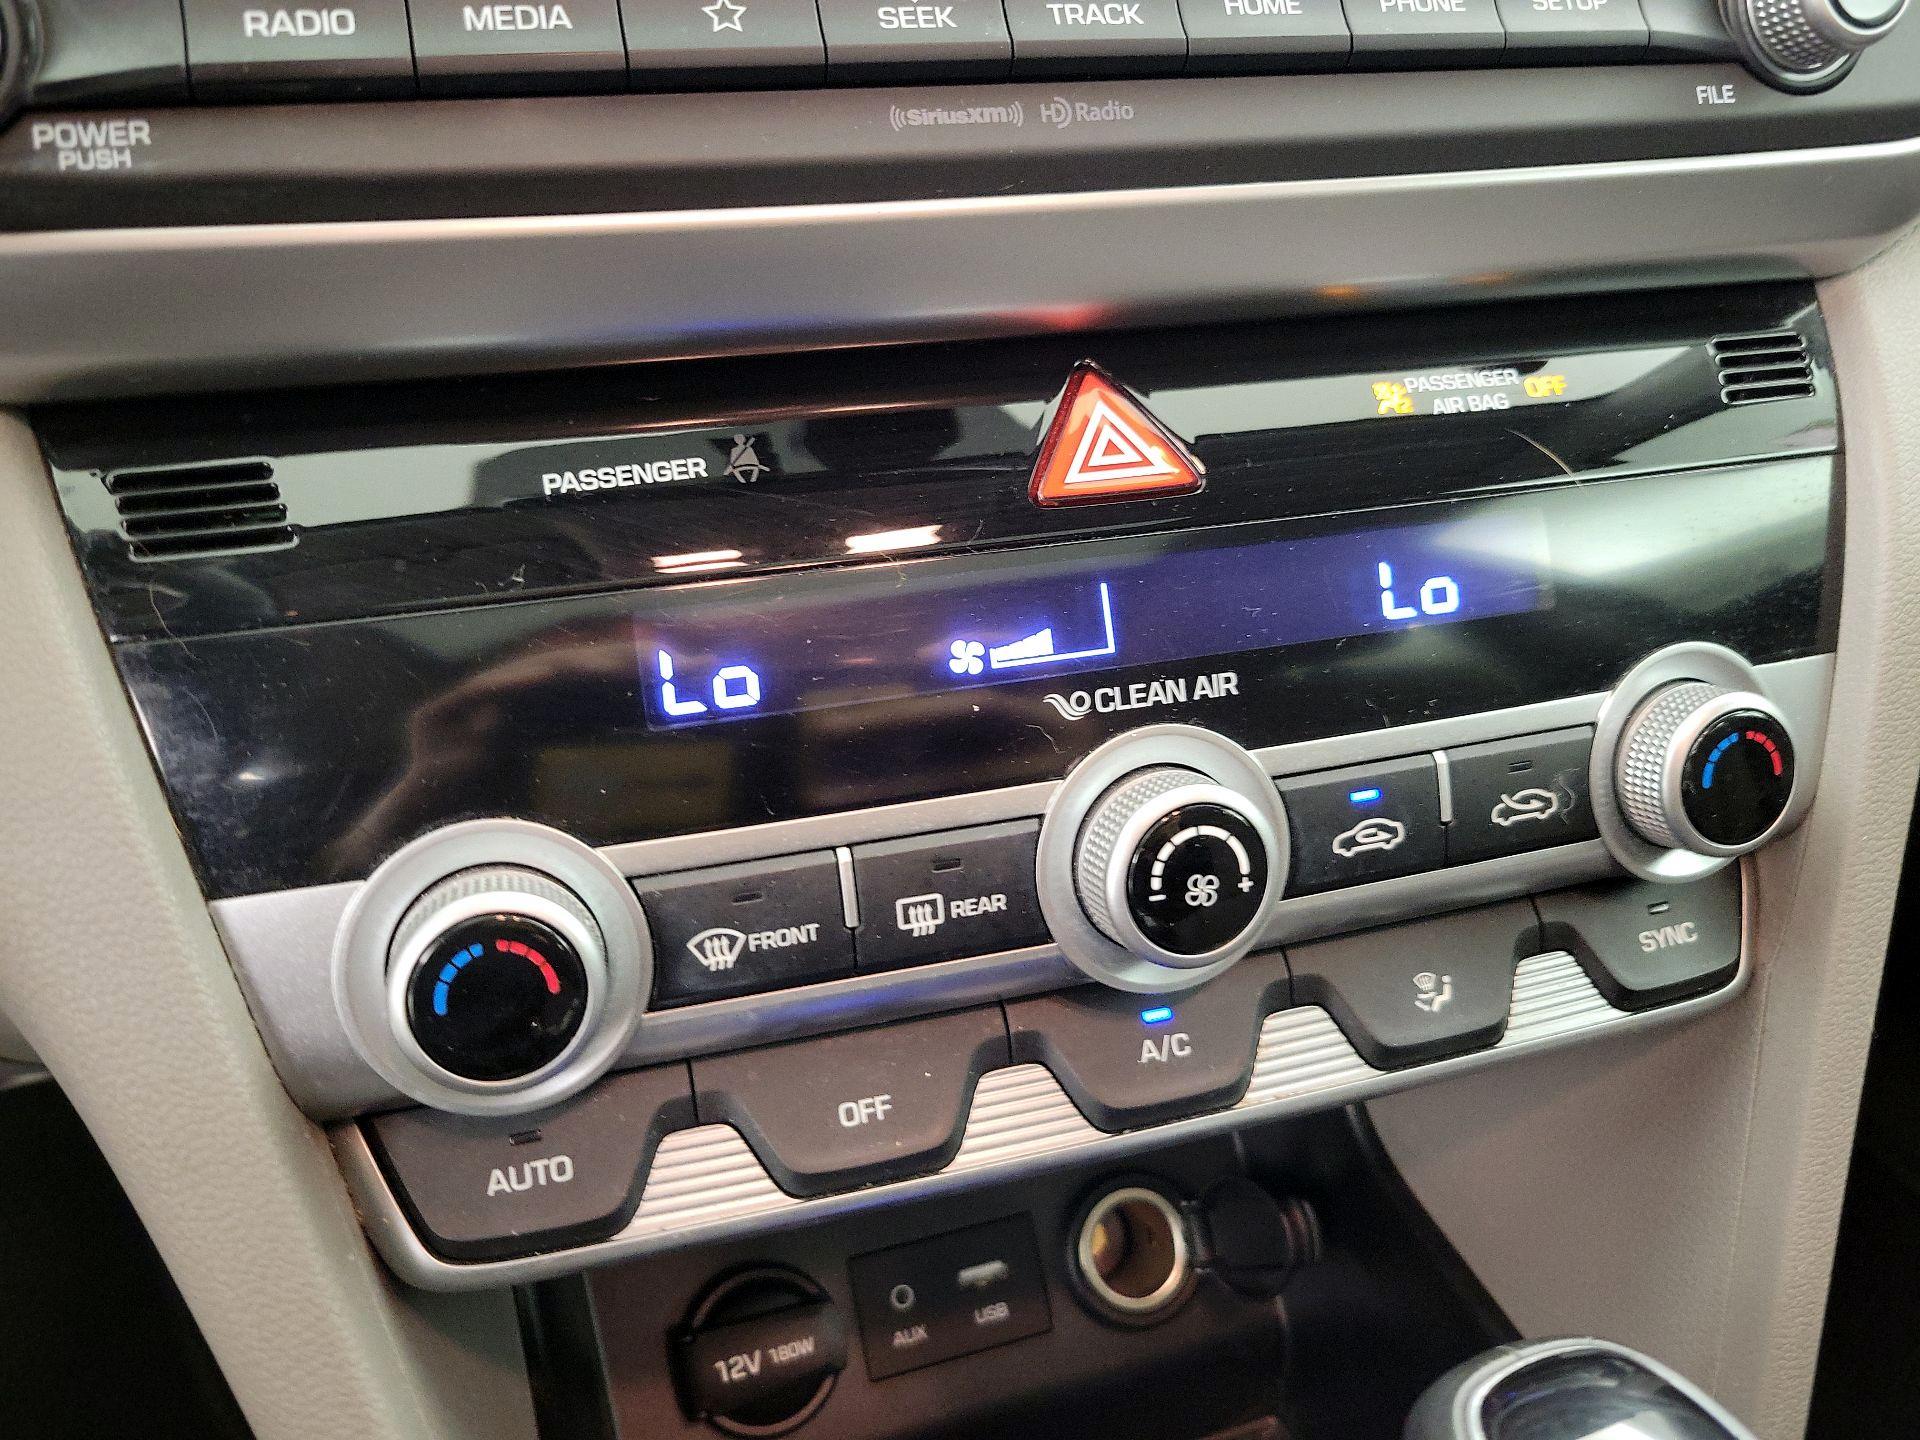 RADIO
MEDIA
SEEK
TRACK
HOME
PHONE
SETUP
POWER
PUSH
((SiriusXm)) HD Radio
FILE
PASSENGER
PASSENGER OFF
AIR BAG
Lo
Lo
CLEAN AIR
FRONT
REAR
- +
SYNC
A/C
OFF
AUTO
AUX
USB
12V 180W